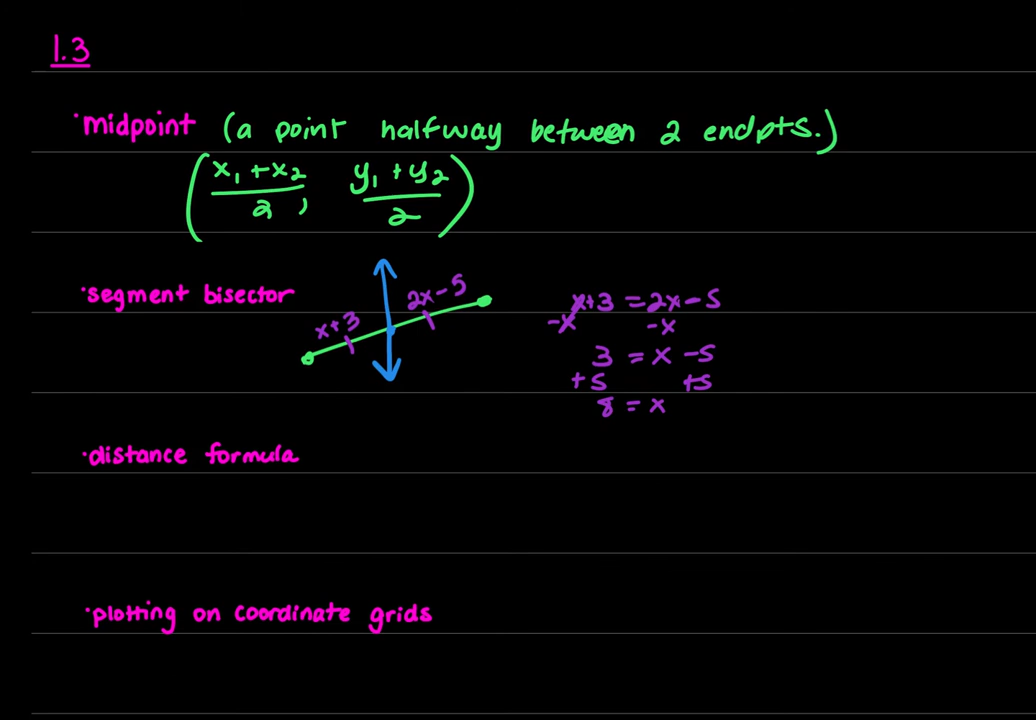 1.3
·midpoint (a point halfway between 2 endpts.)
(x₁+x₂/2, y₁+y₂/2)
·segment bisector
x+3
2x-5
x+3 = 2x-5
-x -x
3 = x -5
+5 +5
8 = x
·distance formula
·plotting on coordinate grids